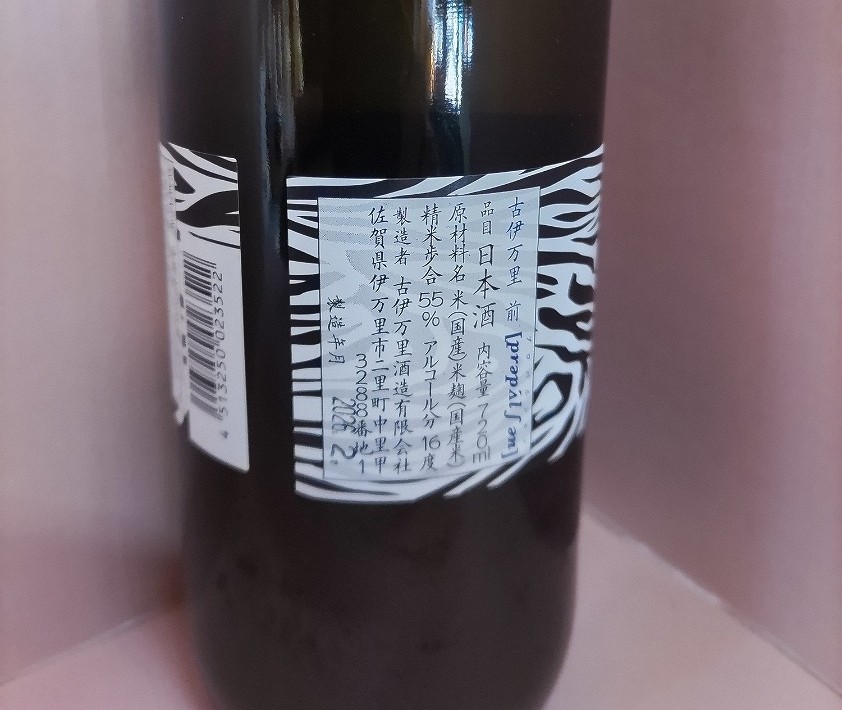 古伊万里 前
品目 日本酒 内容量 720ml
原材料名 米(国産)米麹(国産米)
精米歩合 55% アルコール分 16度
製造者 古伊万里酒造有限会社
佐賀県伊万里市二里町中里甲
3288番地1
製造年月
2026. 2.
4 513250 023522